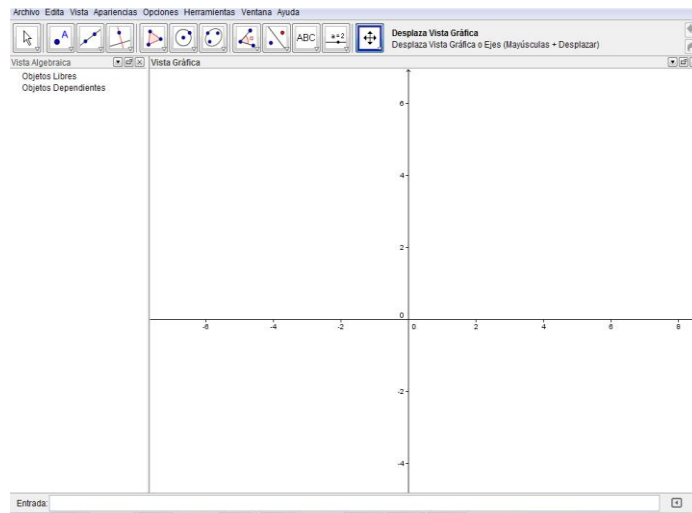 Archivo Edita Vista Apariencias Opciones Herramientas Ventana Ayuda
A
ABC
a=2
Desplaza Vista Gráfica
Desplaza Vista Gráfica o Ejes (Mayúsculas + Desplazar)
Vista Algebraica
Vista Gráfica
Objetos Libres
Objetos Dependientes
6
4
2
0
-6 -4 -2 0 2 4 6 8
-2
-4
Entrada: